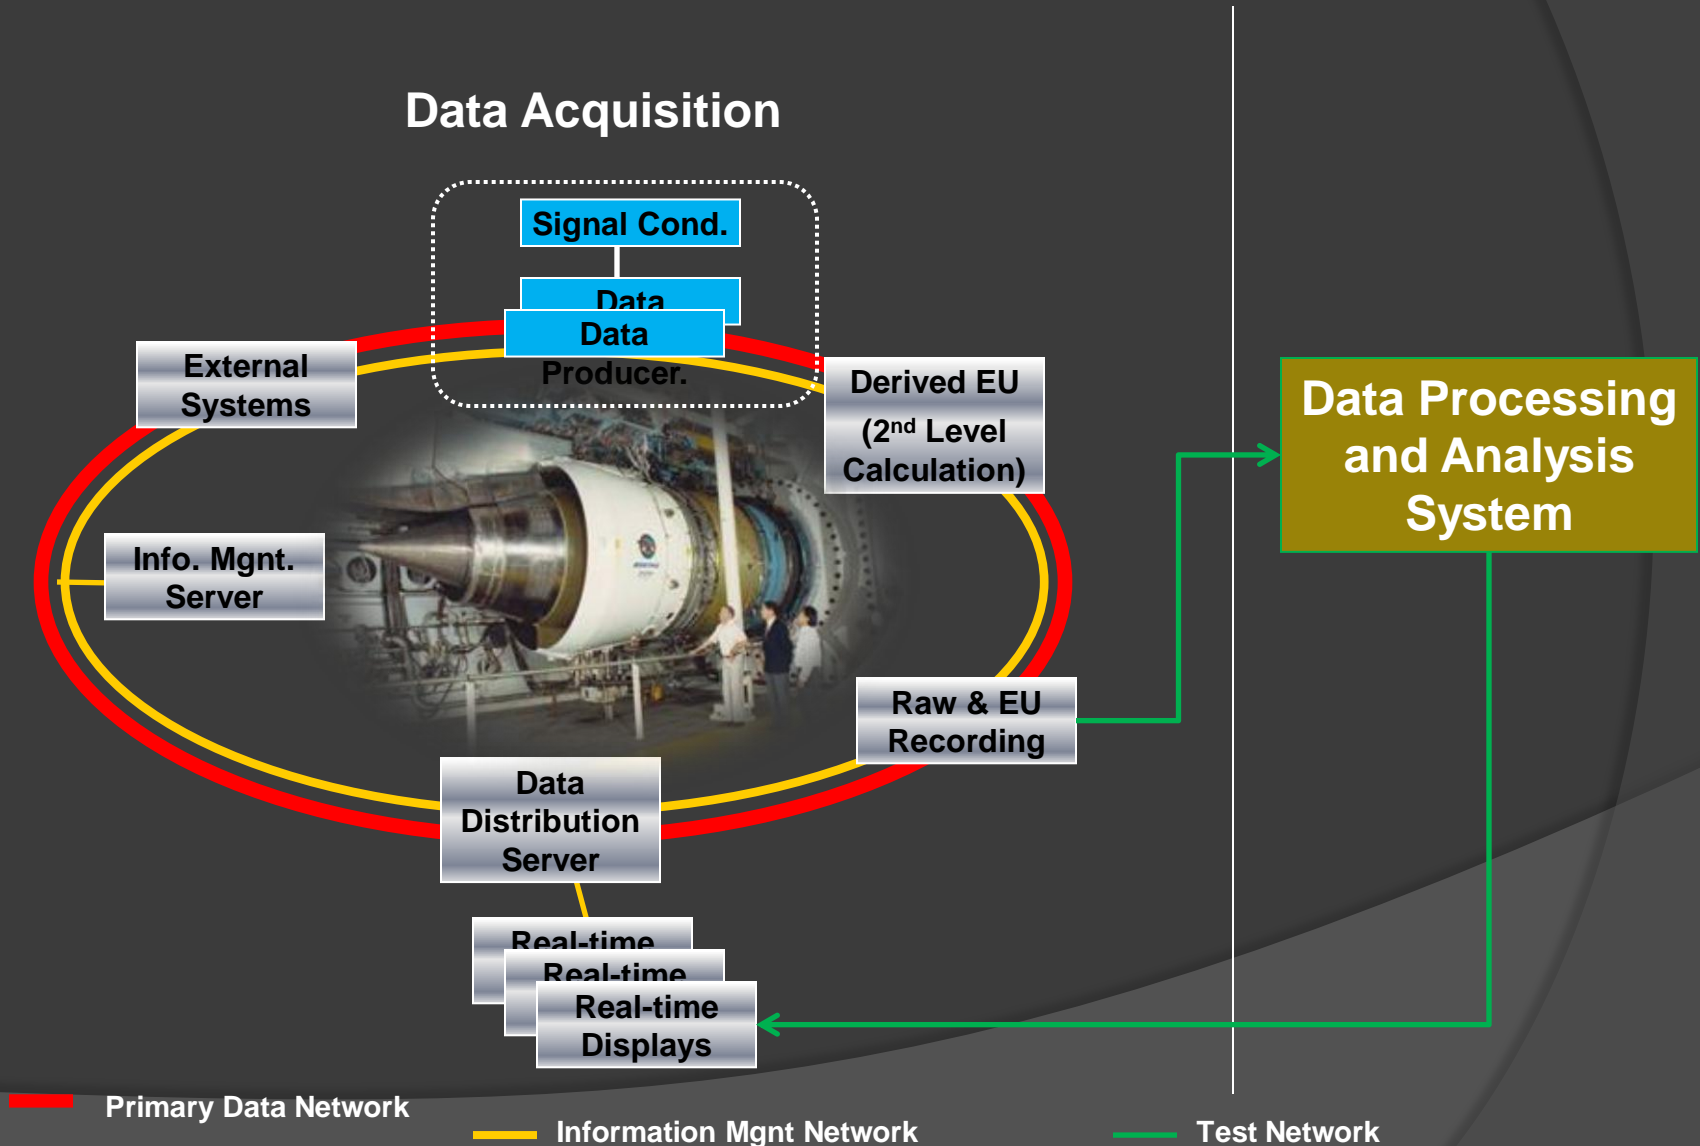 Data Acquisition
Signal Cond.
Data
Data
Producer.
External
Systems
Derived EU
(2nd Level
Calculation)
Data Processing
and Analysis
System
Info. Mgnt.
Server
Raw & EU
Recording
Data
Distribution
Server
Real-time
Real-time
Real-time
Displays
Primary Data Network
Information Mgnt Network
Test Network